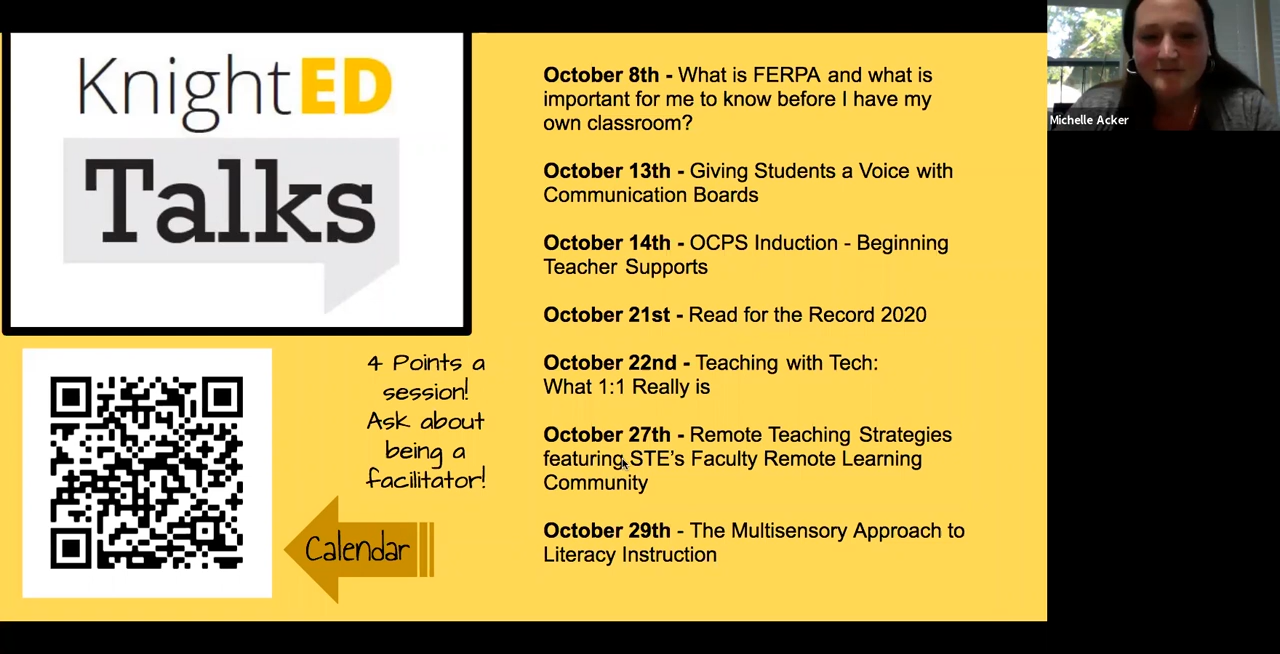 KnightED
Talks
4 Points a
session!
Ask about
being a
facilitator!
Calendar
October 8th - What is FERPA and what is
important for me to know before I have my
own classroom?
October 13th - Giving Students a Voice with
Communication Boards
October 14th - OCPS Induction - Beginning
Teacher Supports
October 21st - Read for the Record 2020
October 22nd - Teaching with Tech:
What 1:1 Really is
October 27th - Remote Teaching Strategies
featuring STE's Faculty Remote Learning
Community
October 29th - The Multisensory Approach to
Literacy Instruction
Michelle Acker